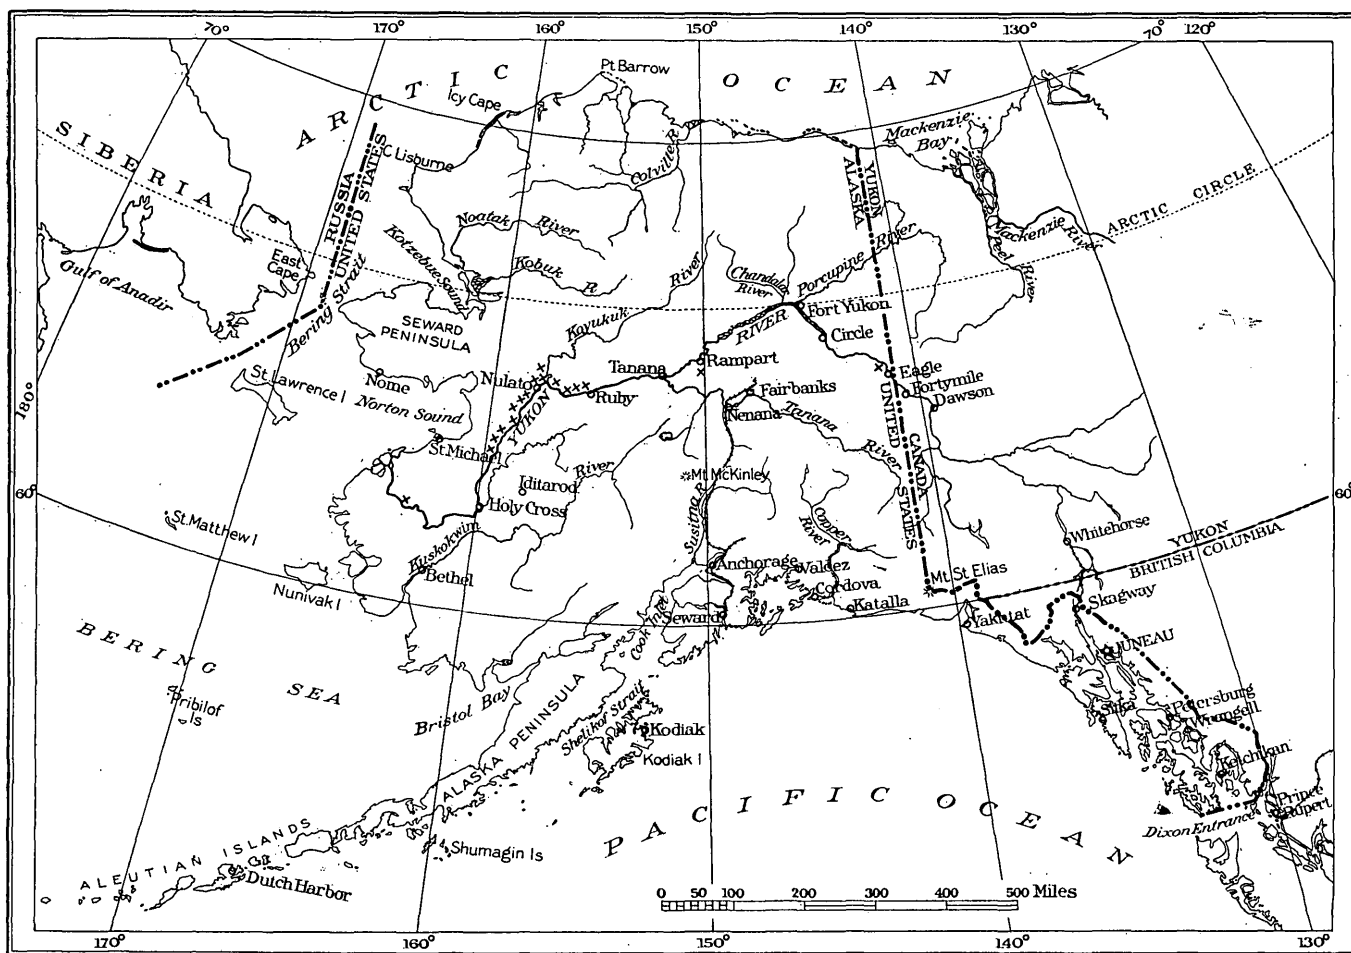 70°
170°
160°
150°
140°
130°
70°
120°
ARCTIC OCEAN
Pt Barrow
Icy Cape
Mackenzie
Bay
SIBERIA
C Lisburne
Colville R
RUSSIA
UNITED STATES
YUKON
ALASKA
ARCTIC CIRCLE
Noatak River
Kotzebue Sound
Kobuk R
Mackenzie River
Peel River
East
Cape
Gulf of Anadir
Bering Strait
Chandalar
River
Porcupine River
Fort Yukon
SEWARD
PENINSULA
Koyukuk River
RIVER
Circle
Rampart
Tanana
Eagle
Fortymile
Dawson
St. Lawrence I
Nome
Nulato
Ruby
Fairbanks
Nenana
Tanana River
180°
Norton Sound
YUKON
UNITED STATES
CANADA
St. Michael
Mt. McKinley
Iditarod
River
Holy Cross
60°
60°
St. Matthew I
Kuskokwim
Susitna R
Copper
River
Whitehorse
YUKON
BRITISH COLUMBIA
Bethel
Anchorage
Valdez
Mt. St. Elias
Nunivak I
Cordova
Katalla
Skagway
Seward
Yakutat
Cook Inlet
JUNEAU
BERING SEA
Pribilof
Is
Bristol Bay
ALASKA PENINSULA
Shelikof Strait
Sitka
Petersburg
Wrangell
Kodiak
Kodiak I
Ketchikan
Prince
Rupert
Dixon Entrance
PACIFIC OCEAN
ALEUTIAN ISLANDS
Shumagin Is
Dutch Harbor
0 50 100 200 300 400 500 Miles
170°
160°
150°
140°
130°